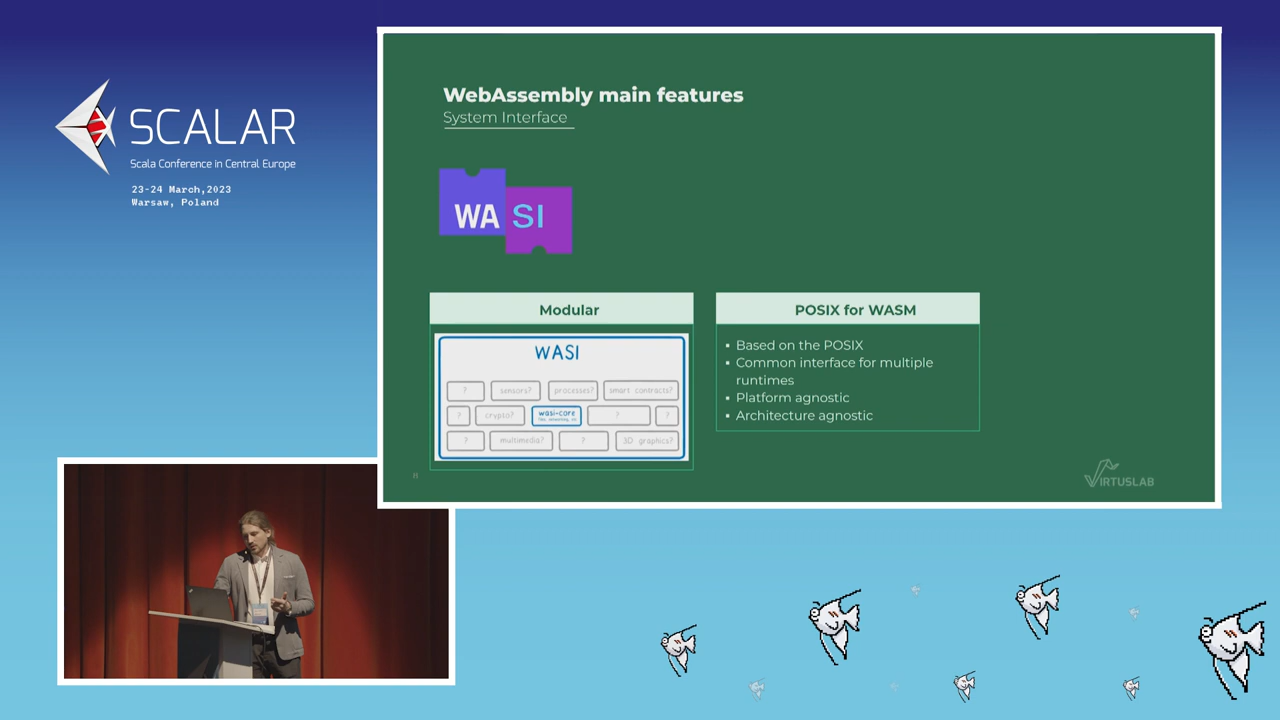 SCALAR
Scala Conference in Central Europe
23-24 March,2023
Warsaw, Poland
WebAssembly main features
System Interface
WA SI
Modular
WASI
? sensors? processes? smart contracts?
? crypto? wasi-core ? ?
? multimedia? ? 3D graphics?
POSIX for WASM
▪ Based on the POSIX
▪ Common interface for multiple
runtimes
▪ Platform agnostic
▪ Architecture agnostic
11
VIRTUSLAB